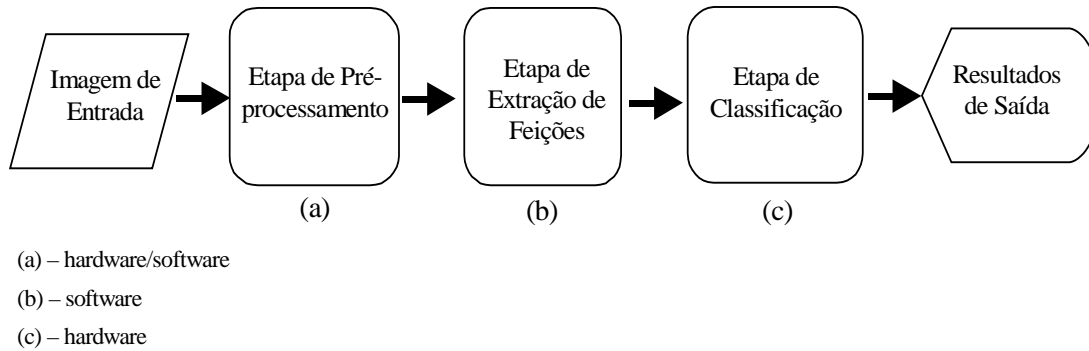 Imagem de
Entrada
Etapa de Pré-
processamento
Etapa de
Extração de
Feições
Etapa de
Classificação
Resultados
de Saída
(a)
(b)
(c)
(a) – hardware/software
(b) – software
(c) – hardware